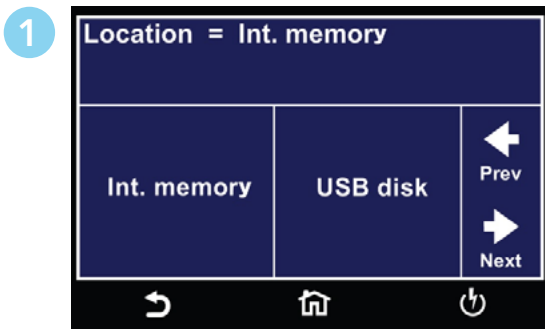 1
Location = Int. memory
Int. memory
USB disk
Prev
Next